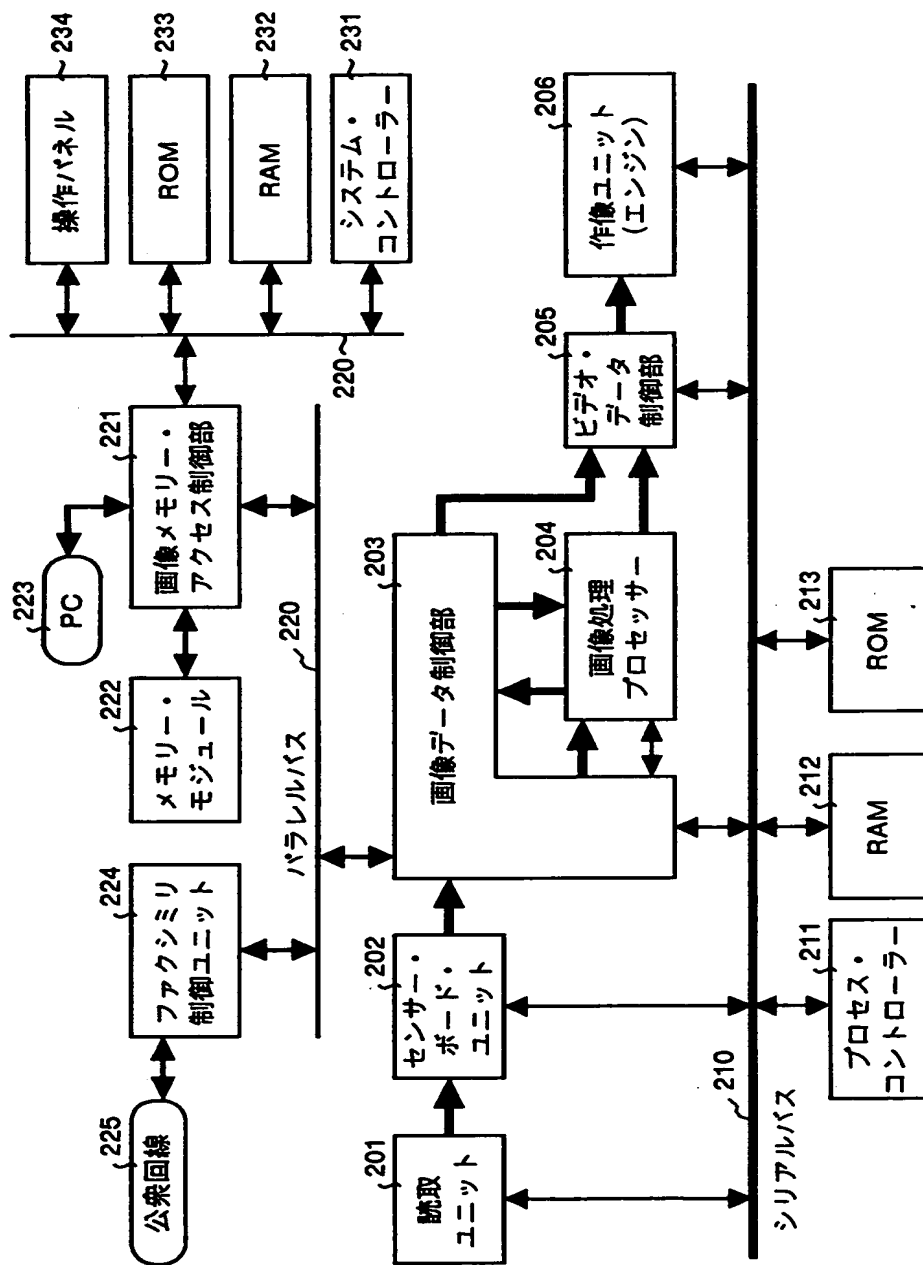 公衆回線
225
ファクシミリ
制御ユニット
224
メモリー・
モジュール
222
PC
223
画像メモリー・
アクセス制御部
221
操作パネル
234
ROM
233
RAM
232
システム・
コントローラー
231
220
パラレルバス
220
読取
ユニット
201
センサー・
ボード・
ユニット
202
画像データ制御部
203
画像処理
プロセッサー
204
ビデオ・
データ
制御部
205
作像ユニット
(エンジン)
206
シリアルバス
210
プロセス・
コントローラー
211
RAM
212
ROM
213